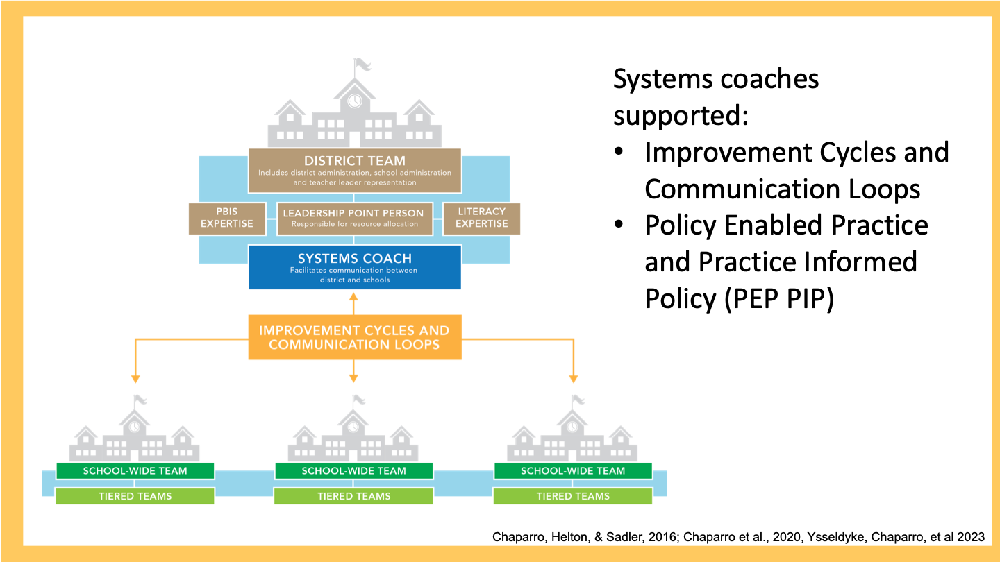 DISTRICT TEAM
Includes district administration, school administration
and teacher leader representation
PBIS
EXPERTISE
LEADERSHIP POINT PERSON
Responsible for resource allocation
LITERACY
EXPERTISE
SYSTEMS COACH
Facilitates communication between
district and schools
IMPROVEMENT CYCLES AND
COMMUNICATION LOOPS
SCHOOL-WIDE TEAM
TIERED TEAMS
SCHOOL-WIDE TEAM
TIERED TEAMS
SCHOOL-WIDE TEAM
TIERED TEAMS
Systems coaches
supported:
• Improvement Cycles and
Communication Loops
• Policy Enabled Practice
and Practice Informed
Policy (PEP PIP)
Chaparro, Helton, & Sadler, 2016; Chaparro et al., 2020, Ysseldyke, Chaparro, et al 2023